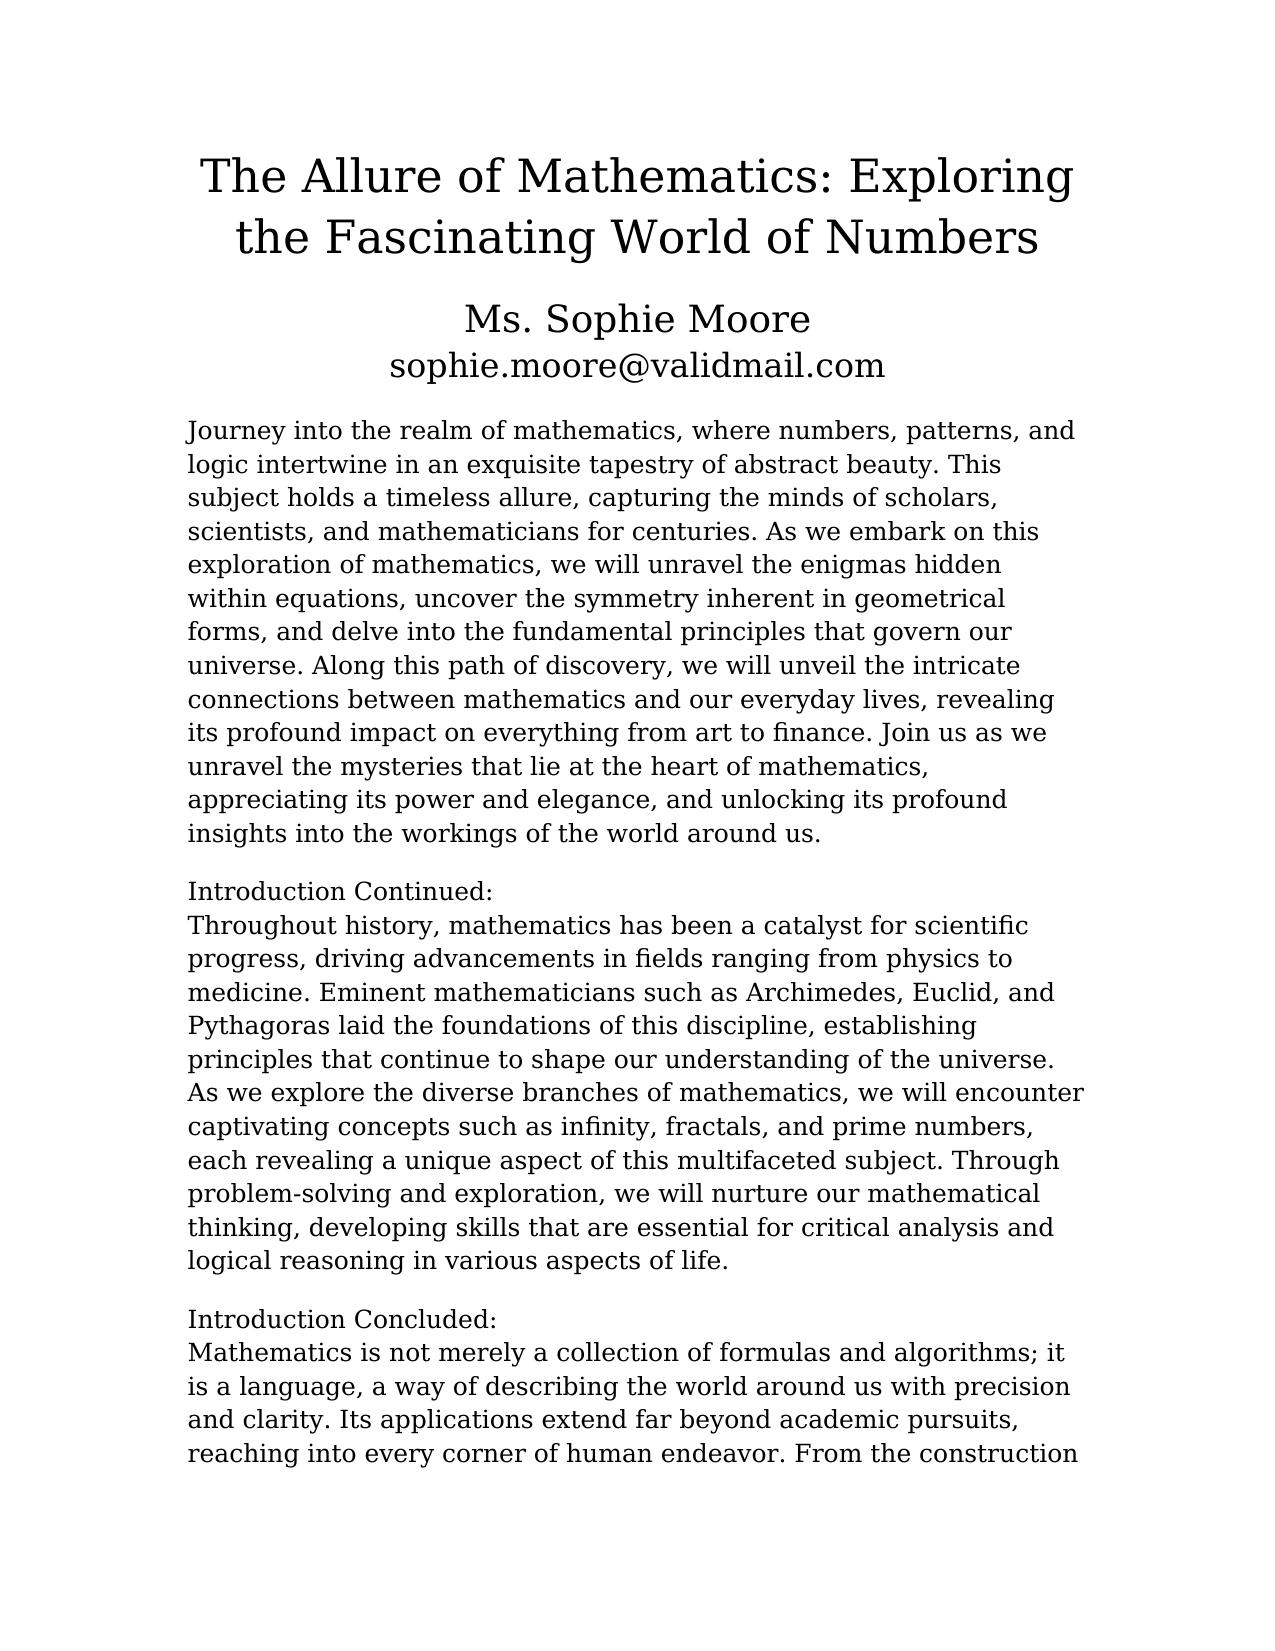 The Allure of Mathematics: Exploring
the Fascinating World of Numbers
Ms. Sophie Moore
sophie.moore@validmail.com
Journey into the realm of mathematics, where numbers, patterns, and
logic intertwine in an exquisite tapestry of abstract beauty. This
subject holds a timeless allure, capturing the minds of scholars,
scientists, and mathematicians for centuries. As we embark on this
exploration of mathematics, we will unravel the enigmas hidden
within equations, uncover the symmetry inherent in geometrical
forms, and delve into the fundamental principles that govern our
universe. Along this path of discovery, we will unveil the intricate
connections between mathematics and our everyday lives, revealing
its profound impact on everything from art to finance. Join us as we
unravel the mysteries that lie at the heart of mathematics,
appreciating its power and elegance, and unlocking its profound
insights into the workings of the world around us.
Introduction Continued:
Throughout history, mathematics has been a catalyst for scientific
progress, driving advancements in fields ranging from physics to
medicine. Eminent mathematicians such as Archimedes, Euclid, and
Pythagoras laid the foundations of this discipline, establishing
principles that continue to shape our understanding of the universe.
As we explore the diverse branches of mathematics, we will encounter
captivating concepts such as infinity, fractals, and prime numbers,
each revealing a unique aspect of this multifaceted subject. Through
problem-solving and exploration, we will nurture our mathematical
thinking, developing skills that are essential for critical analysis and
logical reasoning in various aspects of life.
Introduction Concluded:
Mathematics is not merely a collection of formulas and algorithms; it
is a language, a way of describing the world around us with precision
and clarity. Its applications extend far beyond academic pursuits,
reaching into every corner of human endeavor. From the construction